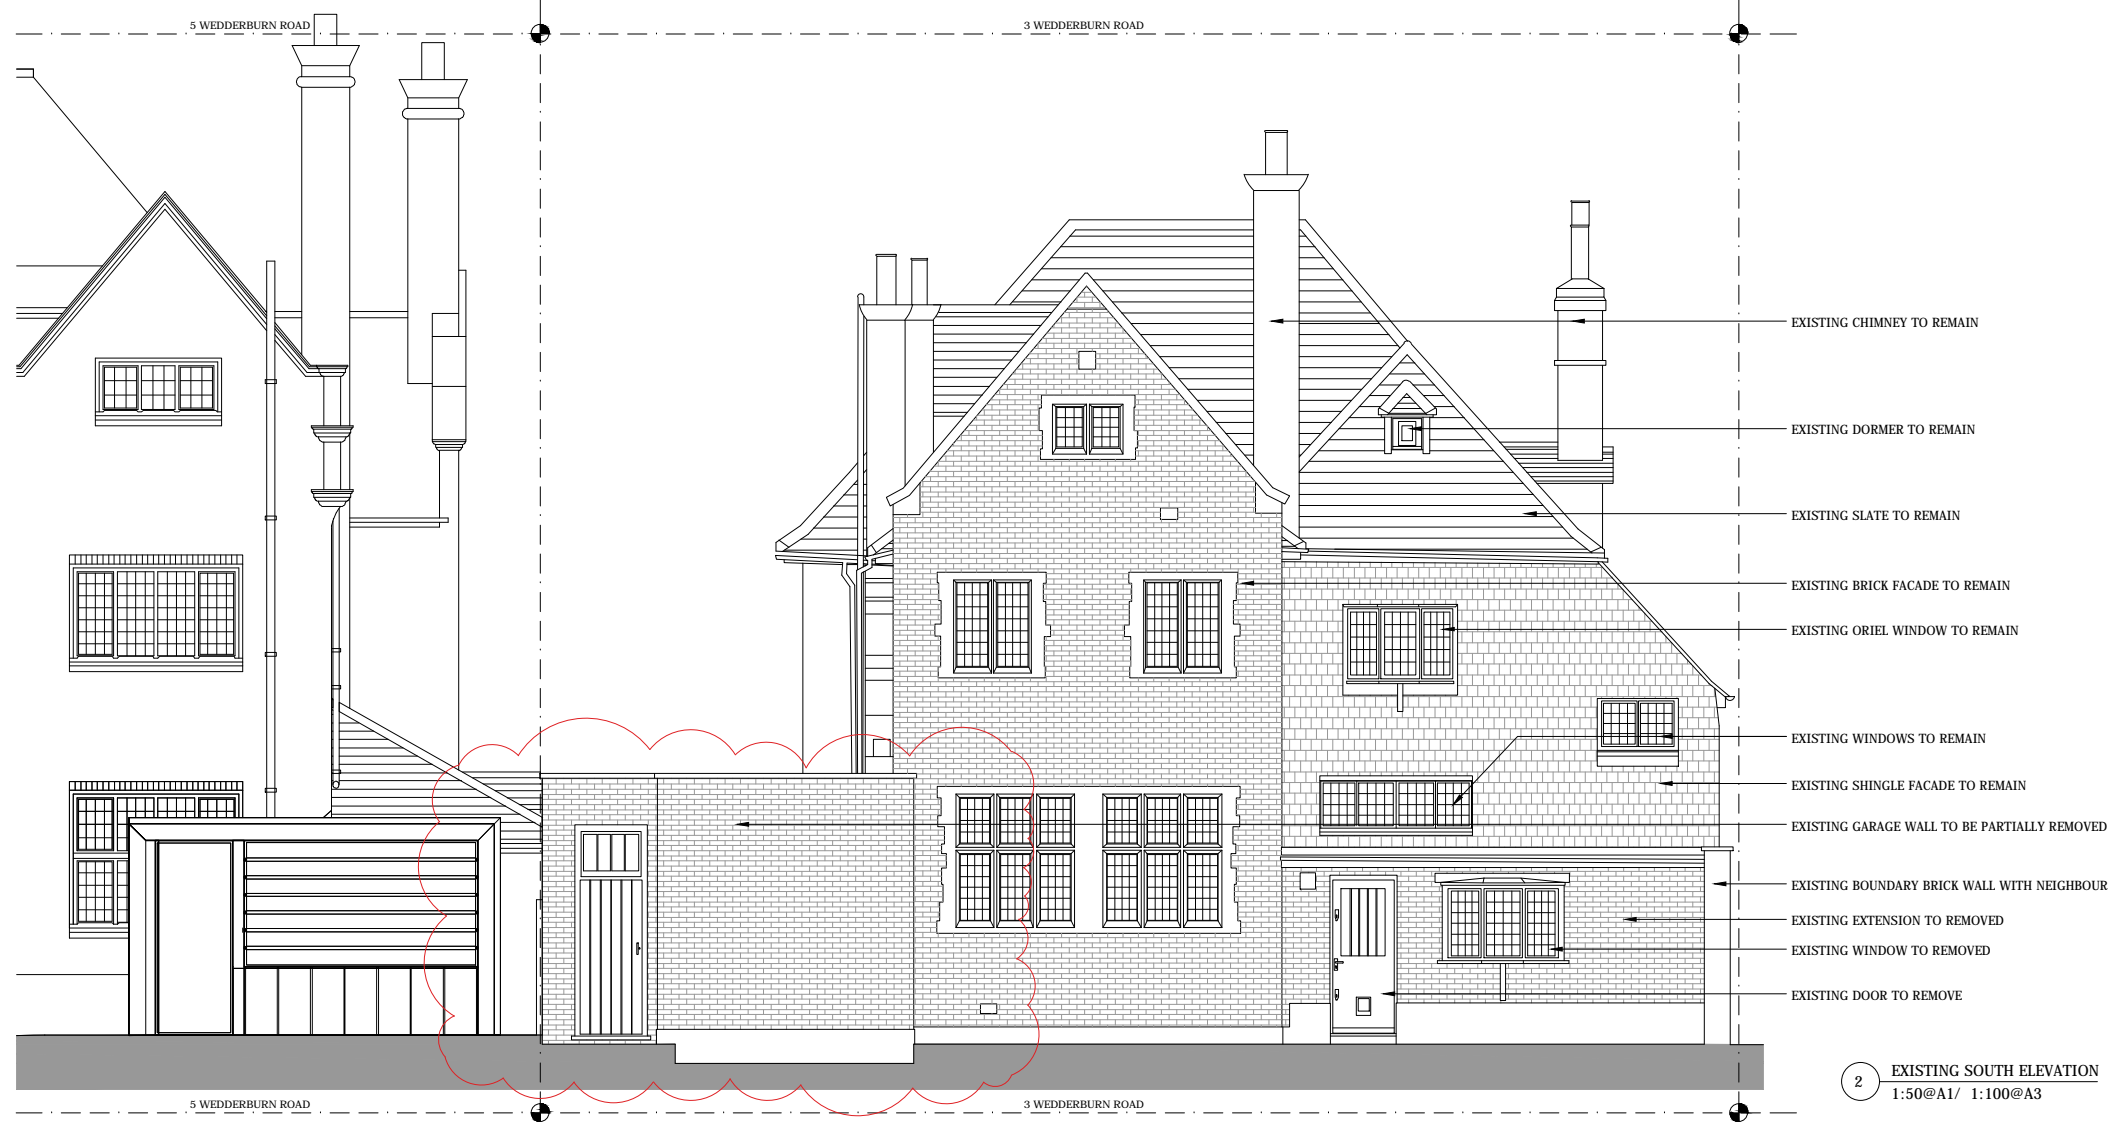 5 WEDDERBURN ROAD
3 WEDDERBURN ROAD
EXISTING CHIMNEY TO REMAIN
EXISTING DORMER TO REMAIN
EXISTING SLATE TO REMAIN
EXISTING BRICK FACADE TO REMAIN
EXISTING ORIEL WINDOW TO REMAIN
EXISTING WINDOWS TO REMAIN
EXISTING SHINGLE FACADE TO REMAIN
EXISTING GARAGE WALL TO BE PARTIALLY REMOVED
EXISTING BOUNDARY BRICK WALL WITH NEIGHBOUR
EXISTING EXTENSION TO REMOVED
EXISTING WINDOW TO REMOVED
EXISTING DOOR TO REMOVE
2
EXISTING SOUTH ELEVATION
1:50@A1/ 1:100@A3
5 WEDDERBURN ROAD
3 WEDDERBURN ROAD